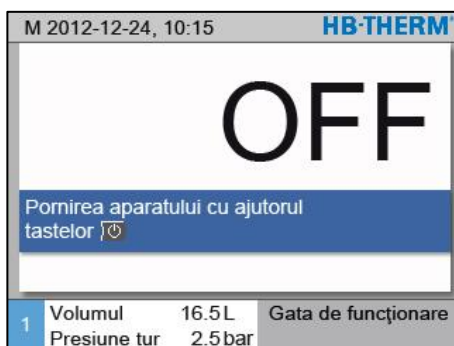 M 2012-12-24, 10:15 HB-THERM®
OFF
Pornirea aparatului cu ajutorul
tastelor
1 Volumul 16.5 L Gata de funcţionare
Presiune tur 2.5 bar